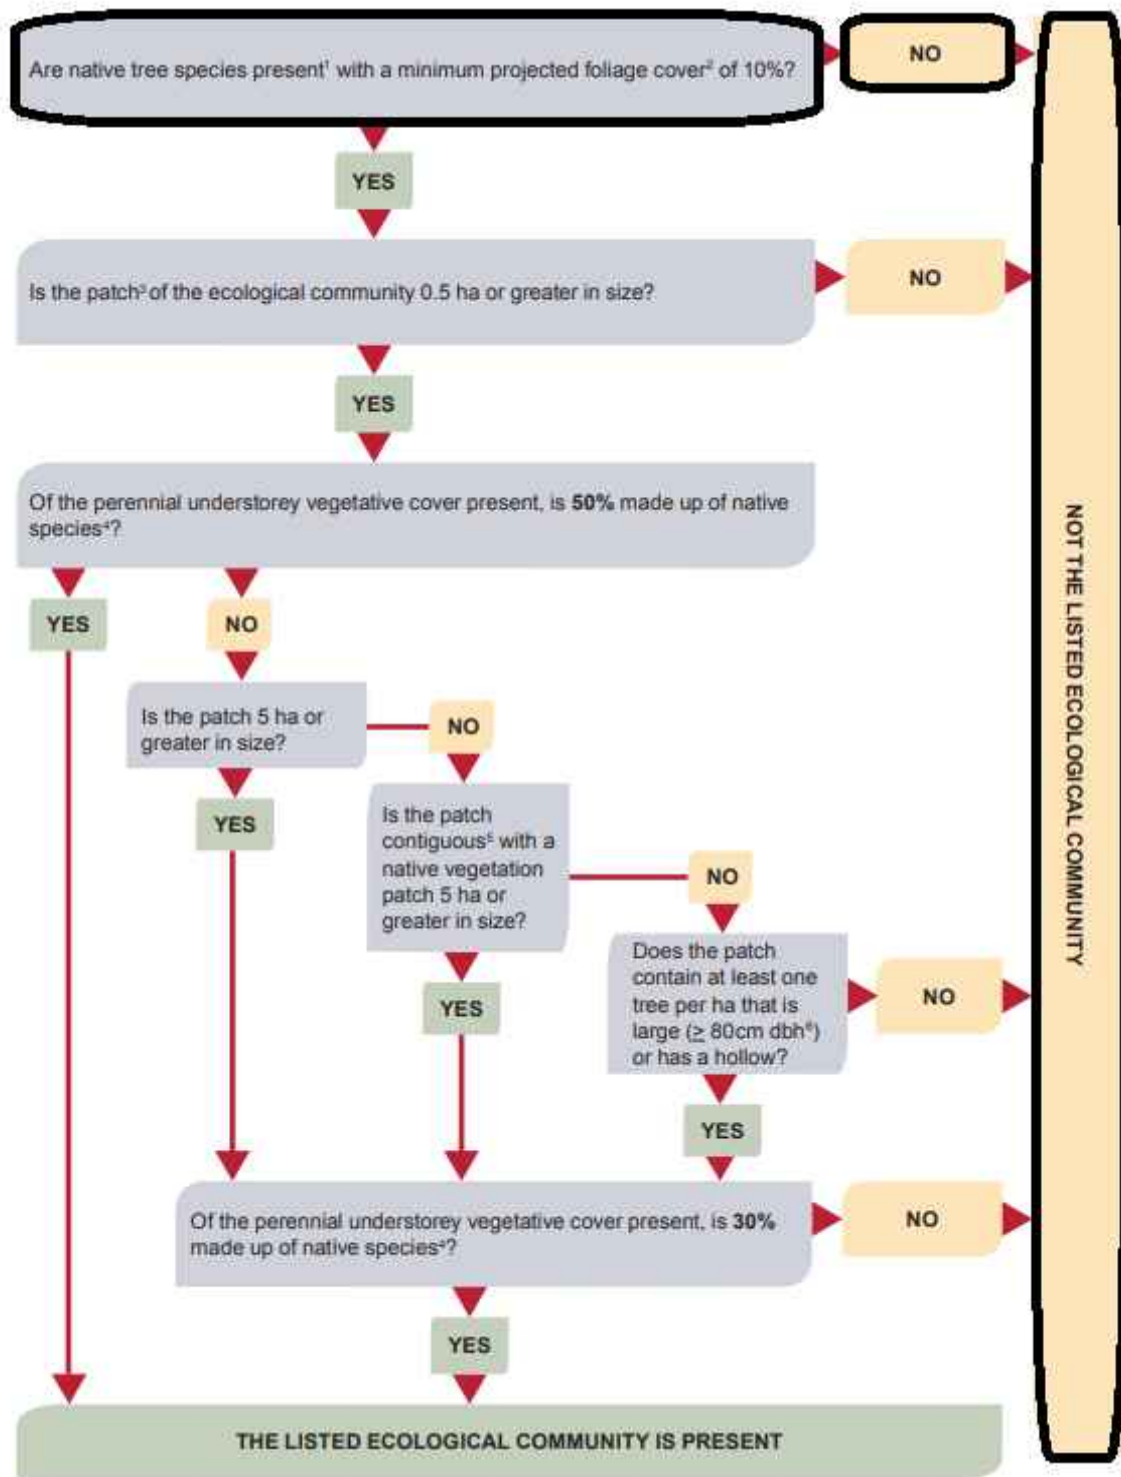 Are native tree species present¹ with a minimum projected foliage cover² of 10%?
NO
YES
Is the patch³ of the ecological community 0.5 ha or greater in size?
NO
YES
Of the perennial understorey vegetative cover present, is 50% made up of native
species⁴?
YES
NO
Is the patch 5 ha or
greater in size?
NO
YES
Is the patch
contiguous⁵ with a
native vegetation
patch 5 ha or
greater in size?
NO
YES
Does the patch
contain at least one
tree per ha that is
large (≥ 80cm dbh⁶)
or has a hollow?
NO
YES
Of the perennial understorey vegetative cover present, is 30%
made up of native species⁴?
NO
YES
THE LISTED ECOLOGICAL COMMUNITY IS PRESENT
NOT THE LISTED ECOLOGICAL COMMUNITY